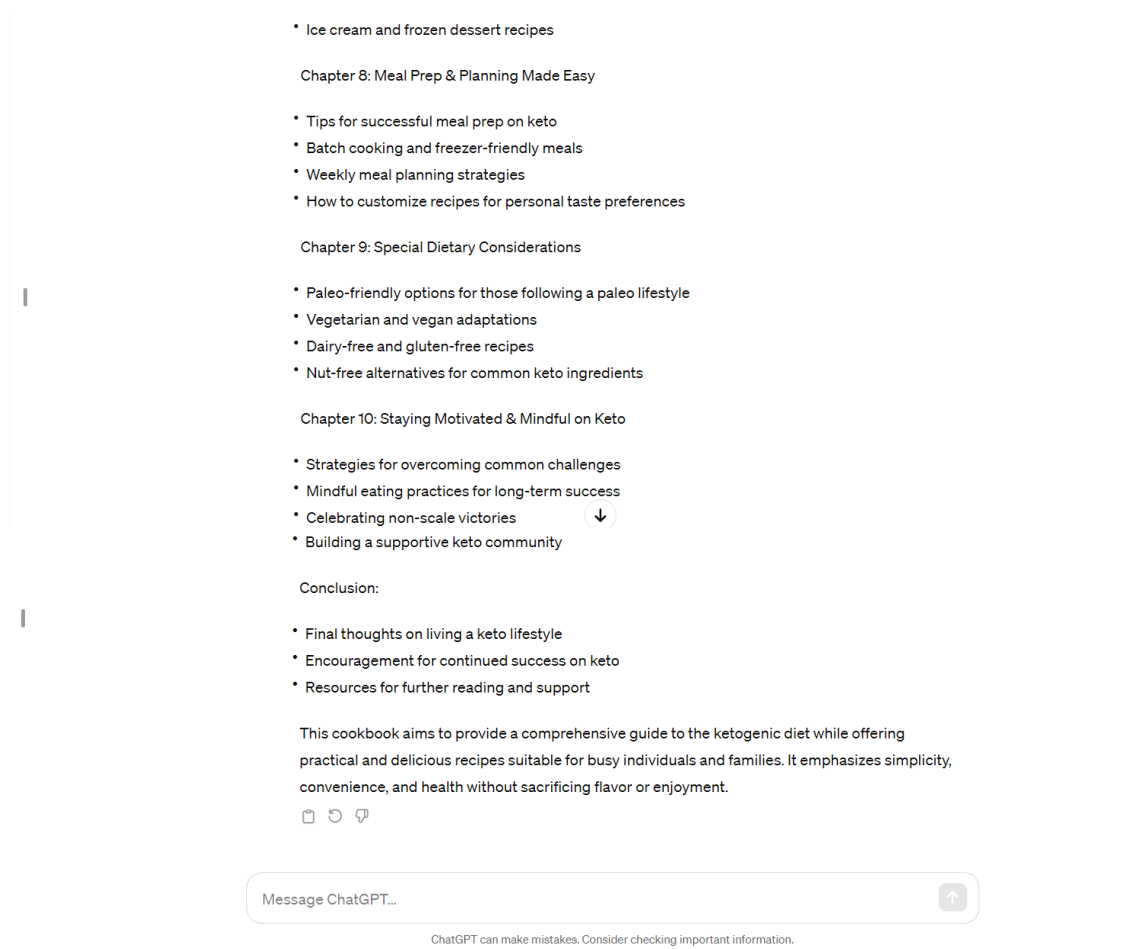 • Ice cream and frozen dessert recipes
Chapter 8: Meal Prep & Planning Made Easy
• Tips for successful meal prep on keto
• Batch cooking and freezer-friendly meals
• Weekly meal planning strategies
• How to customize recipes for personal taste preferences
Chapter 9: Special Dietary Considerations
• Paleo-friendly options for those following a paleo lifestyle
• Vegetarian and vegan adaptations
• Dairy-free and gluten-free recipes
• Nut-free alternatives for common keto ingredients
Chapter 10: Staying Motivated & Mindful on Keto
• Strategies for overcoming common challenges
• Mindful eating practices for long-term success
• Celebrating non-scale victories
• Building a supportive keto community
Conclusion:
• Final thoughts on living a keto lifestyle
• Encouragement for continued success on keto
• Resources for further reading and support
This cookbook aims to provide a comprehensive guide to the ketogenic diet while offering
practical and delicious recipes suitable for busy individuals and families. It emphasizes simplicity,
convenience, and health without sacrificing flavor or enjoyment.
Message ChatGPT...
ChatGPT can make mistakes. Consider checking important information.